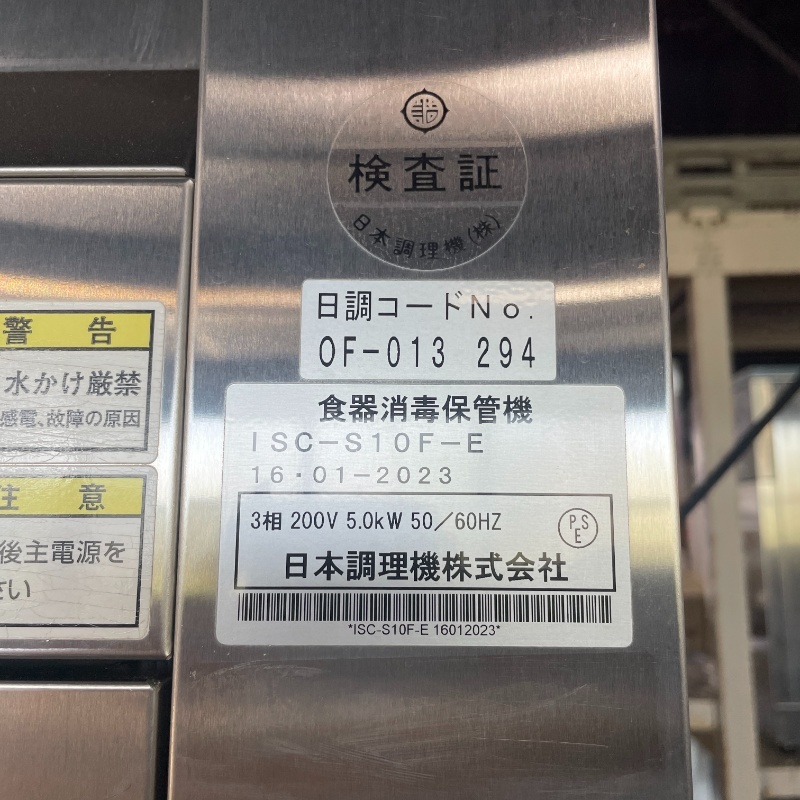 検査証
日本調理機(株)
日調コードNo.
OF-013 294
食器消毒保管機
ISC-S10F-E
16・01-2023
3相 200V 5.0kW 50/60HZ
PSE
日本調理機株式会社
*ISC-S10F-E 16012023*
警告
水かけ厳禁
感電、故障の原因
注意
後主電源を
さい